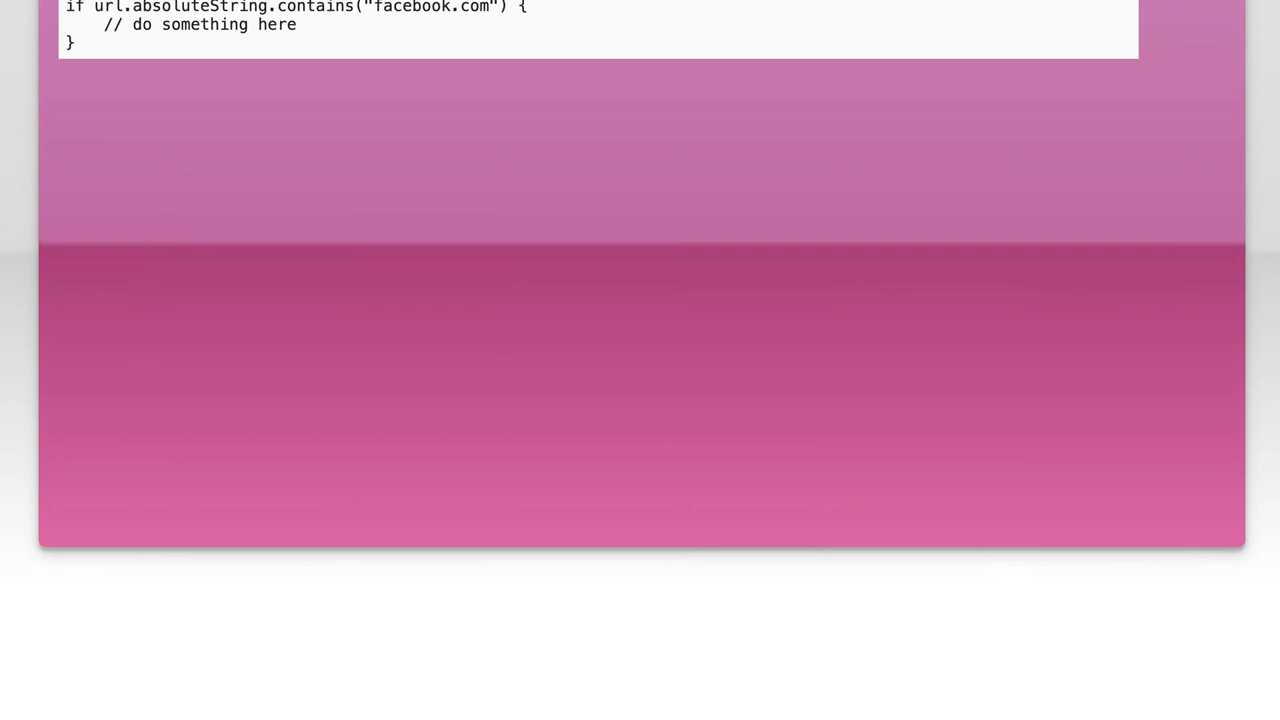 if url.absoluteString.contains("facebook.com") {
    // do something here
}